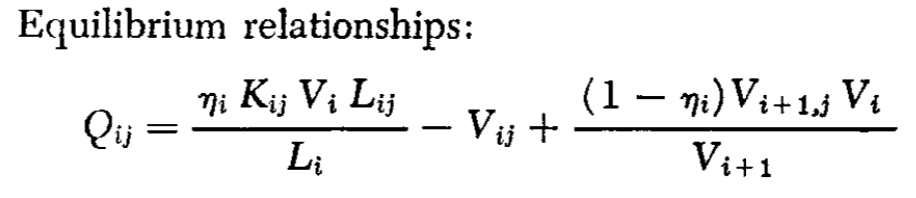 Equilibrium relationships:
Q_{ij} = \frac{\eta_i K_{ij} V_i L_{ij}}{L_i} - V_{ij} + \frac{(1 - \eta_i) V_{i+1,j} V_i}{V_{i+1}}